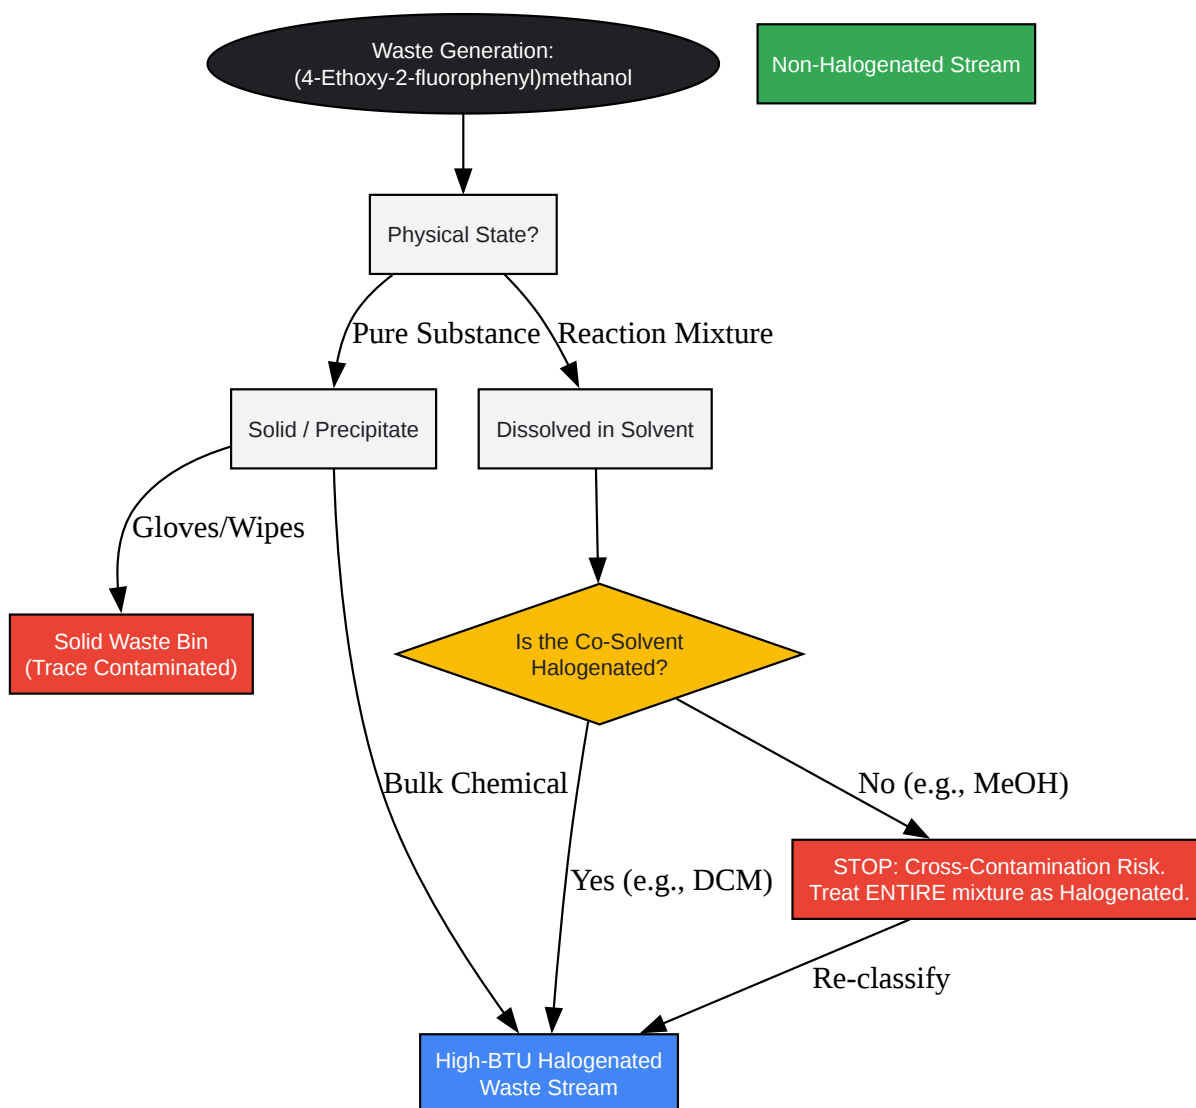 Waste Generation:
(4-Ethoxy-2-fluorophenyl)methanol
Non-Halogenated Stream
Physical State?
Pure Substance
Reaction Mixture
Solid / Precipitate
Dissolved in Solvent
Gloves/Wipes
Solid Waste Bin
(Trace Contaminated)
Is the Co-Solvent
Halogenated?
Bulk Chemical
No (e.g., MeOH)
Yes (e.g., DCM)
STOP: Cross-Contamination Risk.
Treat ENTIRE mixture as Halogenated.
Re-classify
High-BTU Halogenated
Waste Stream